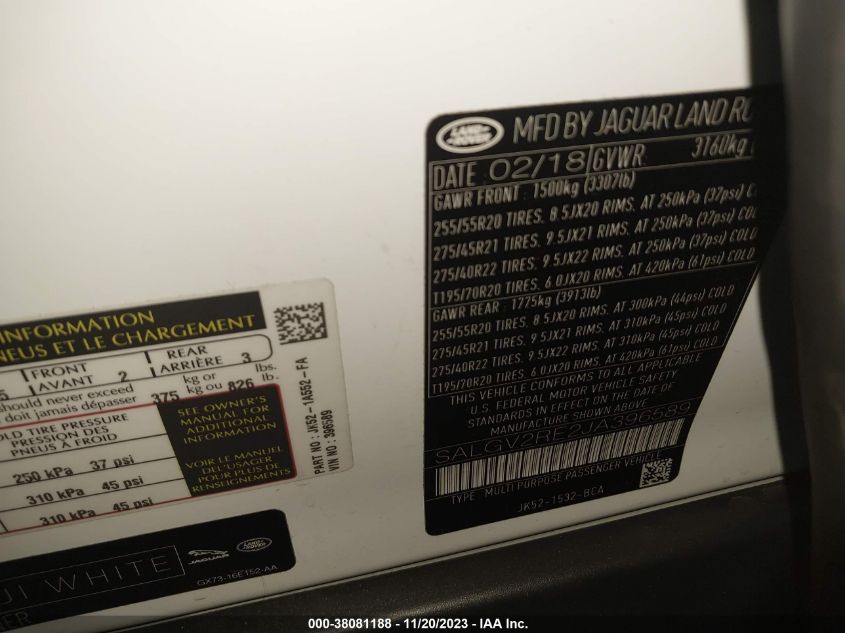 LAND ROVER
MFD BY JAGUAR LAND
DATE 02/18 GVWR 3160kg
GAWR FRONT 1500kg (3307lb)
255/55R20 TIRES. 8 5JX20 RIMS. AT 250kPa (37psi)
275/45R21 TIRES. 9 5JX21 RIMS. AT 250kPa (37psi)
275/40R22 TIRES. 9 5JX22 RIMS. AT 250kPa (37psi) COLD
T195/70R20 TIRES. 6 0JX20 RIMS. AT 420kPa (61psi) COLD
GAWR REAR 1775kg (3913lb)
255/55R20 TIRES. 8 5JX20 RIMS. AT 300kPa (44psi) COLD
275/45R21 TIRES. 9 5JX21 RIMS. AT 310kPa (45psi) COLD
275/40R22 TIRES. 9 5JX22 RIMS. AT 310kPa (45psi) COLD
T195/70R20 TIRES. 6 0JX20 RIMS. AT 420kPa (61psi) COLD
THIS VEHICLE CONFORMS TO ALL APPLICABLE
U.S. FEDERAL MOTOR VEHICLE SAFETY
STANDARDS IN EFFECT ON THE DATE OF
MANUFACTURE SHOWN ABOVE
SALGV2RE2JA396589
TYPE MULTI PURPOSE PASSENGER VEHICLE
JK52-1532-BCA
INFORMATION
PNEUS ET LE CHARGEMENT
5 FRONT AVANT 2 REAR ARRIÈRE 3
should never exceed
doit jamais dépasser 375 kg or kg ou 826 lbs. lb.
COLD TIRE PRESSURE
PRESSION DES
PNEUS À FROID
250 kPa 37 psi
310 kPa 45 psi
310 kPa 45 psi
SEE OWNER'S
MANUAL FOR
ADDITIONAL
INFORMATION
VOIR LE MANUEL
DE L'USAGER
POUR PLUS DE
RENSEIGNEMENTS
PART NO : JK52-1A552-FA
VIN NO : 396589
WHITE
JAGUAR
LAND ROVER
GX73-16E152-AA
000-38081188 - 11/20/2023 - IAA Inc.